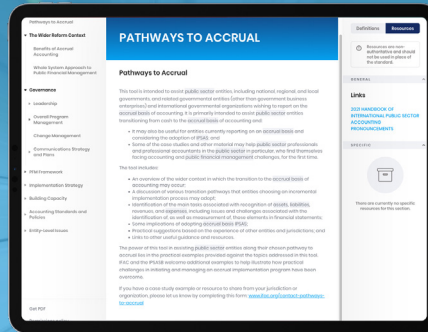 Pathways to Accrual
The Wider Reform Context
Benefits of Accrual
Accounting
Whole System Approach to
Public Financial Management
Governance
Leadership
Overall Program
Management
Change Management
Communications Strategy
and Plans
PFM Framework
Implementation Strategy
Building Capacity
Accounting Standards and
Policies
Entity-Level Issues
Get PDF
PATHWAYS TO ACCRUAL
Pathways to Accrual
This tool is intended to assist public sector entities, including national, regional, and local
governments, and related governmental entities (other than government business
enterprises) and international governmental organizations wishing to report on the
accrual basis of accounting. It is primarily intended to assist public sector entities
transitioning from cash to the accrual basis of accounting and:
• It may also be useful for entities currently reporting on an accrual basis and
considering the adoption of IPSAS; and
• Some of the case studies and other material may help public sector professionals
and professional accountants in the public sector in particular, who find themselves
facing accounting and public financial management challenges, for the first time.
The tool includes:
• An overview of the wider context in which the transition to the accrual basis of
accounting may occur;
• A discussion of various transition pathways that entities choosing an incremental
implementation process may adopt;
• Identification of the main tasks associated with recognition of assets, liabilities,
revenues, and expenses, including issues and challenges associated with the
identification of, as well as measurement of, these elements in financial statements;
• Some implications of adopting accrual basis IPSAS;
• Practical suggestions based on the experience of other entities and jurisdictions; and
• Links to other useful guidance and resources.
The power of this tool in assisting public sector entities along their chosen pathway to
accrual lies in the practical examples provided against the topics addressed in this tool.
IFAC and the IPSASB welcome additional examples to help illustrate how practical
challenges in initiating and managing an accrual implementation program have been
overcome.
If you have a case study example or resource to share from your jurisdiction or
organization, please let us know by completing this form: www.ifac.org/contact-pathways-
to-accrual
Definitions
Resources
Resources are non-
authoritative and should
not be used in place of
the standard.
GENERAL
Links
2021 HANDBOOK OF
INTERNATIONAL PUBLIC SECTOR
ACCOUNTING
PRONOUNCEMENTS
SPECIFIC
There are currently no specific
resources for this section.